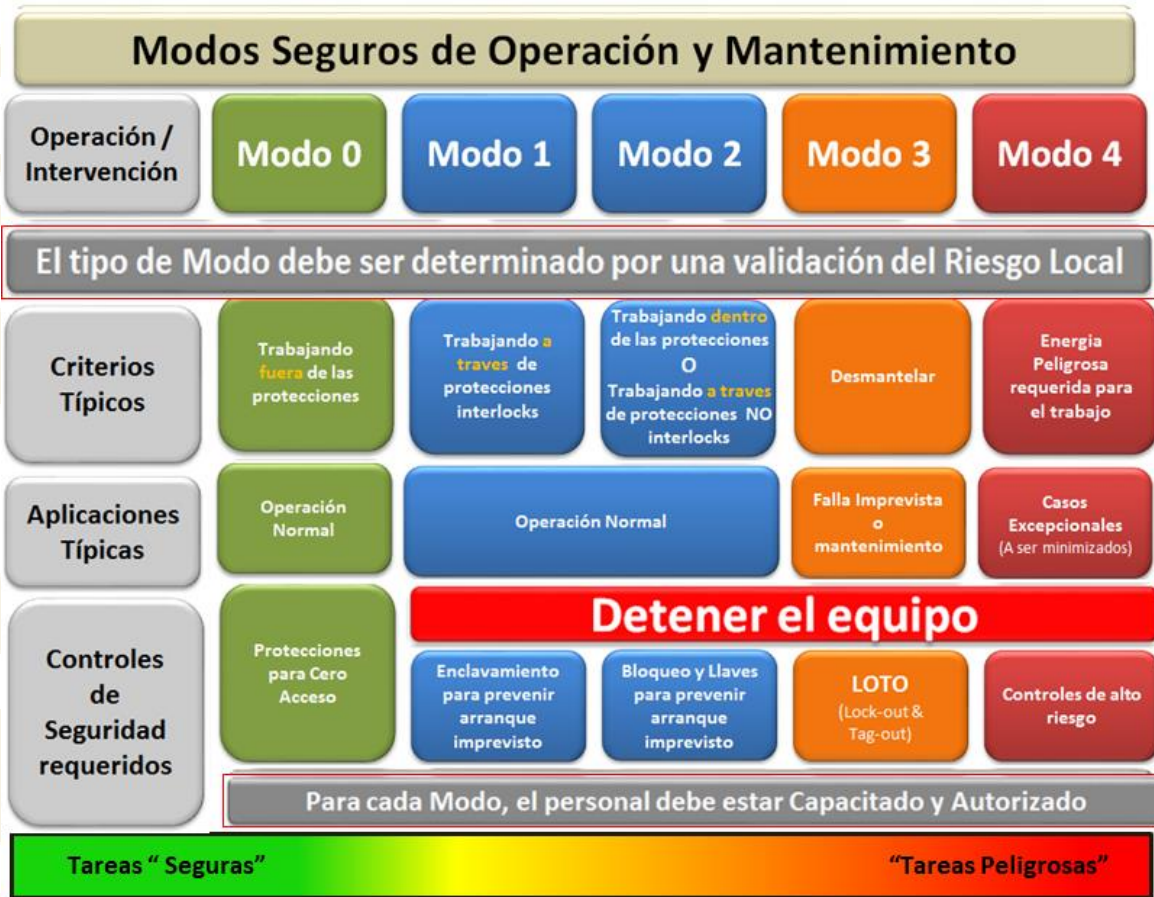 Modos Seguros de Operación y Mantenimiento
Operación /
Intervención
Modo 0
Modo 1
Modo 2
Modo 3
Modo 4
El tipo de Modo debe ser determinado por una validación del Riesgo Local
Criterios
Típicos
Trabajando
fuera de las
protecciones
Trabajando a
traves de
protecciones
interlocks
Trabajando dentro
de las protecciones
O
Trabajando a traves
de protecciones NO
interlocks
Desmantelar
Energia
Peligrosa
requerida para
el trabajo
Aplicaciones
Típicas
Operación
Normal
Operación Normal
Falla Imprevista
o
mantenimiento
Casos
Excepcionales
(A ser minimizados)
Controles
de
Seguridad
requeridos
Protecciones
para Cero
Acceso
Detener el equipo
Enclavamiento
para prevenir
arranque
imprevisto
Bloqueo y Llaves
para prevenir
arranque
imprevisto
LOTO
(Lock-out &
Tag-out)
Controles de alto
riesgo
Para cada Modo, el personal debe estar Capacitado y Autorizado
Tareas " Seguras"
"Tareas Peligrosas"